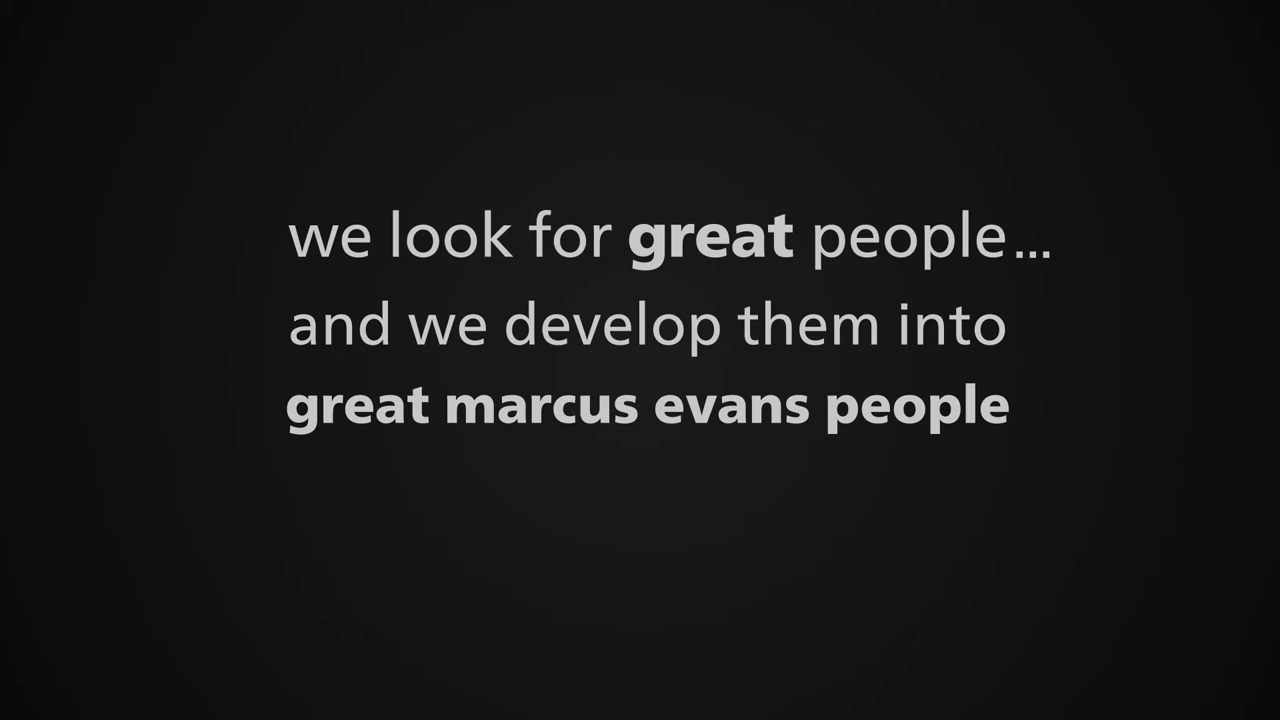 we look for great people...
and we develop them into
great marcus evans people